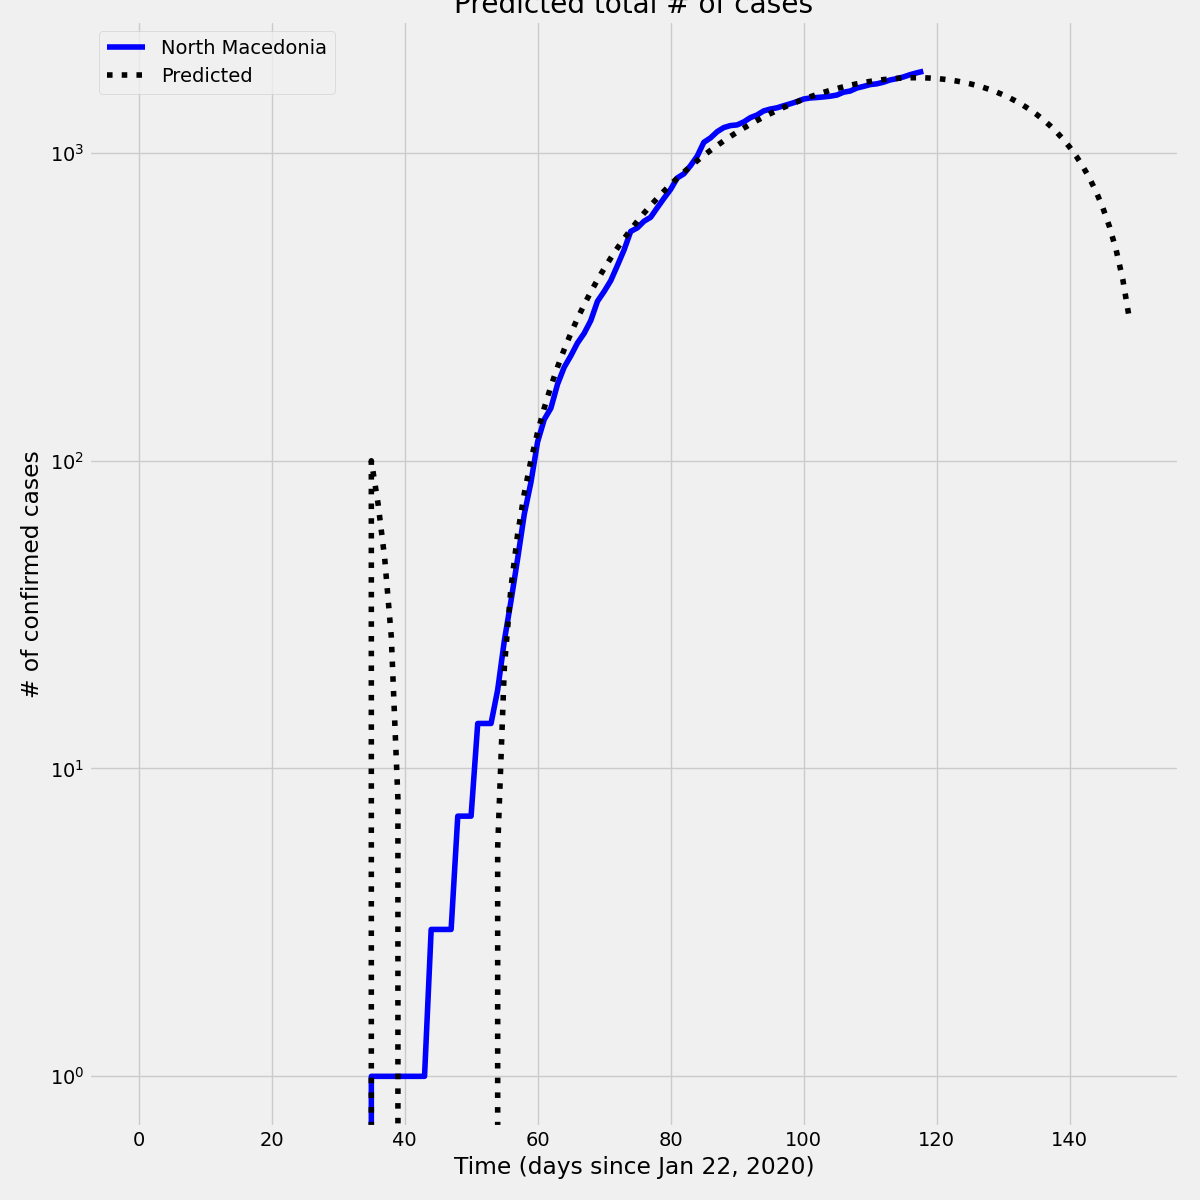 Predicted total # of cases
North Macedonia
Predicted
10³
10²
10¹
10⁰
# of confirmed cases
0 20 40 60 80 100 120 140
Time (days since Jan 22, 2020)